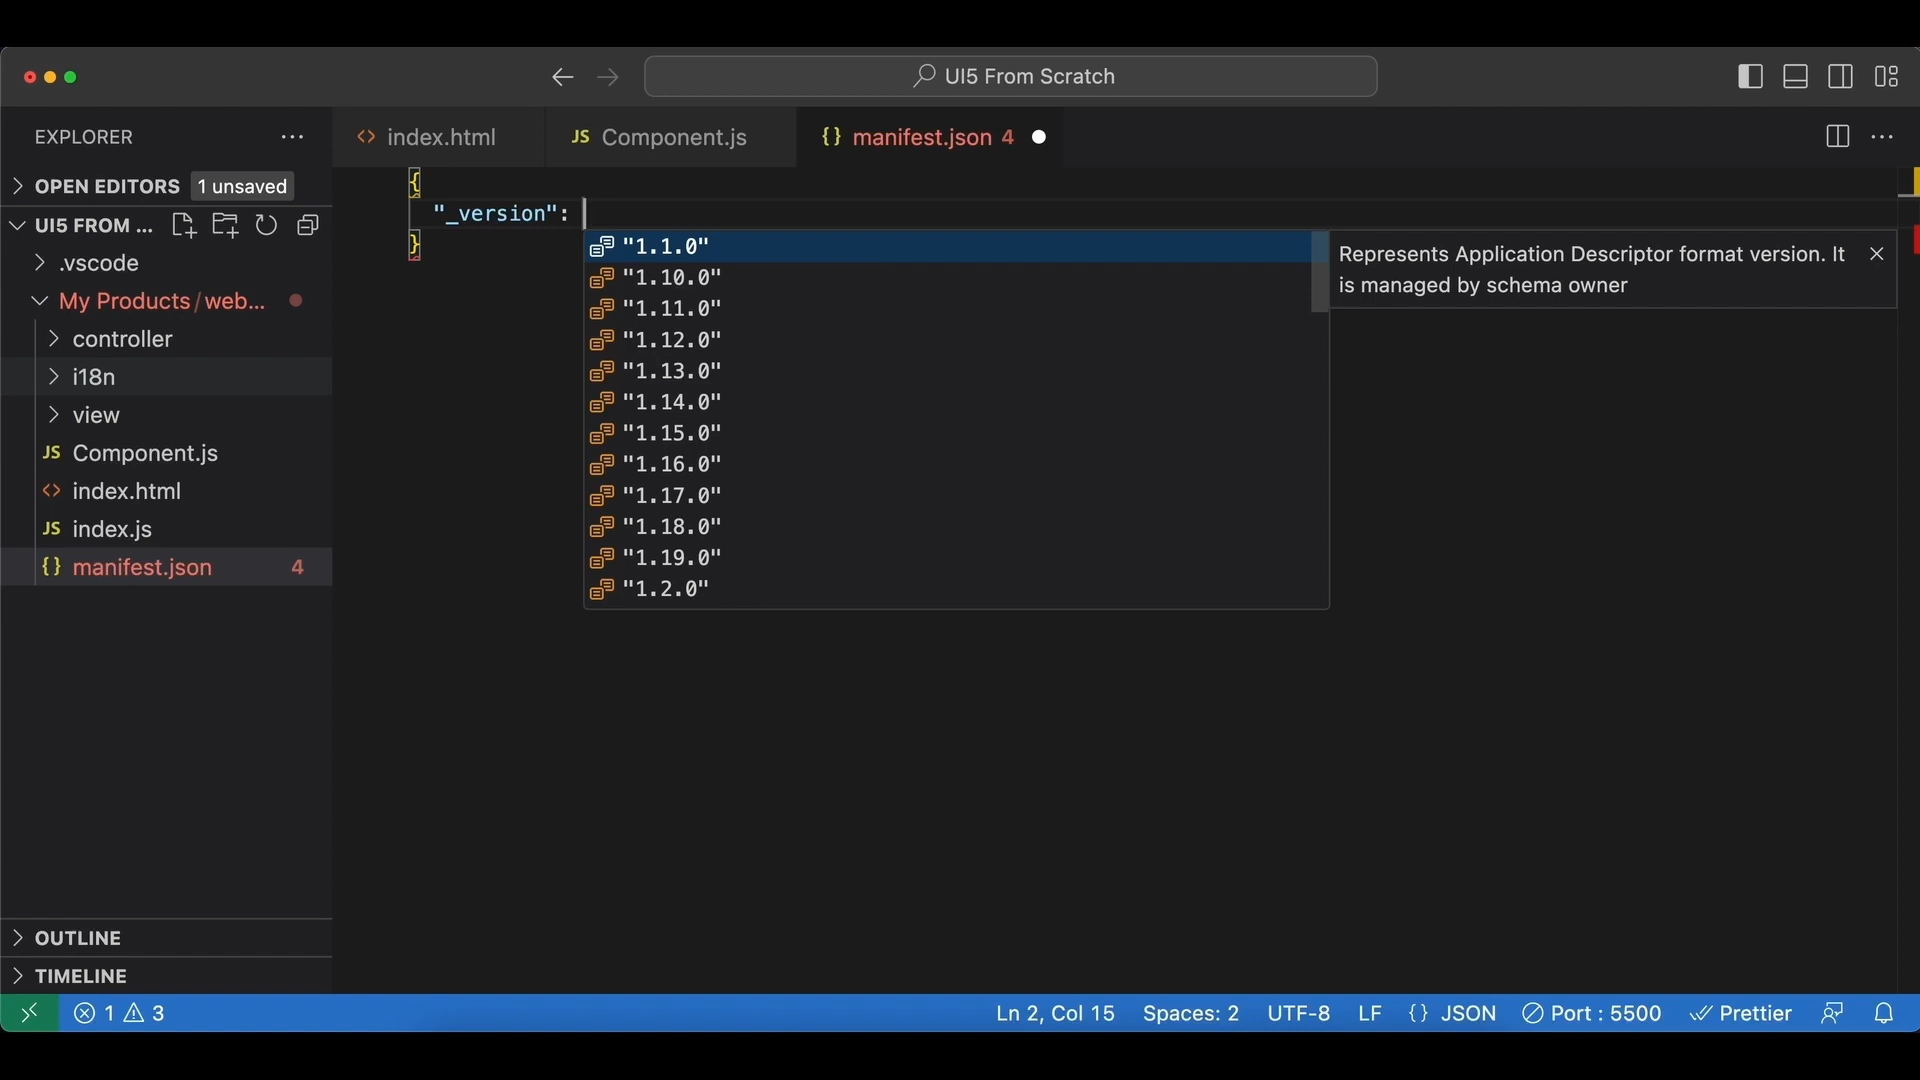 UI5 From Scratch
EXPLORER
index.html
JS Component.js
{} manifest.json 4
OPEN EDITORS 1 unsaved
UI5 FROM ...
.vscode
My Products/web...
controller
i18n
view
JS Component.js
index.html
JS index.js
{} manifest.json 4
{
"_version":
}
"1.1.0"
"1.10.0"
"1.11.0"
"1.12.0"
"1.13.0"
"1.14.0"
"1.15.0"
"1.16.0"
"1.17.0"
"1.18.0"
"1.19.0"
"1.2.0"
Represents Application Descriptor format version. It
is managed by schema owner
OUTLINE
TIMELINE
1 3
Ln 2, Col 15 Spaces: 2 UTF-8 LF {} JSON Port : 5500 Prettier